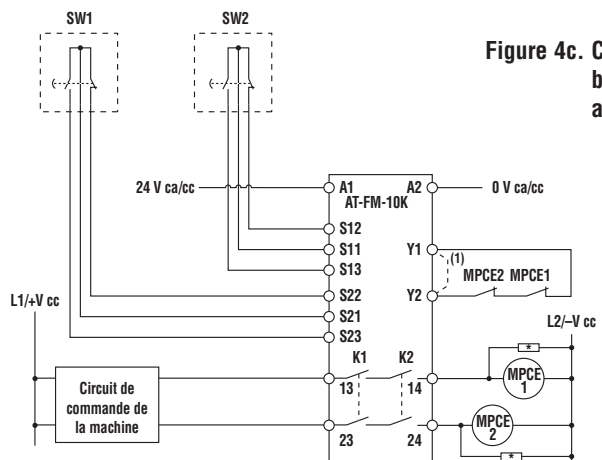 SW1
SW2
Figure 4c. C
b
a
24 V ca/cc
A1
A2
0 V ca/cc
AT-FM-10K
S12
S11
S13
S22
S21
S23
Y1
(1)
MPCE2 MPCE1
Y2
L1/+V cc
L2/–V cc
K1
K2
*
13
14
MPCE
1
Circuit de
commande de
la machine
MPCE
2
23
24
*